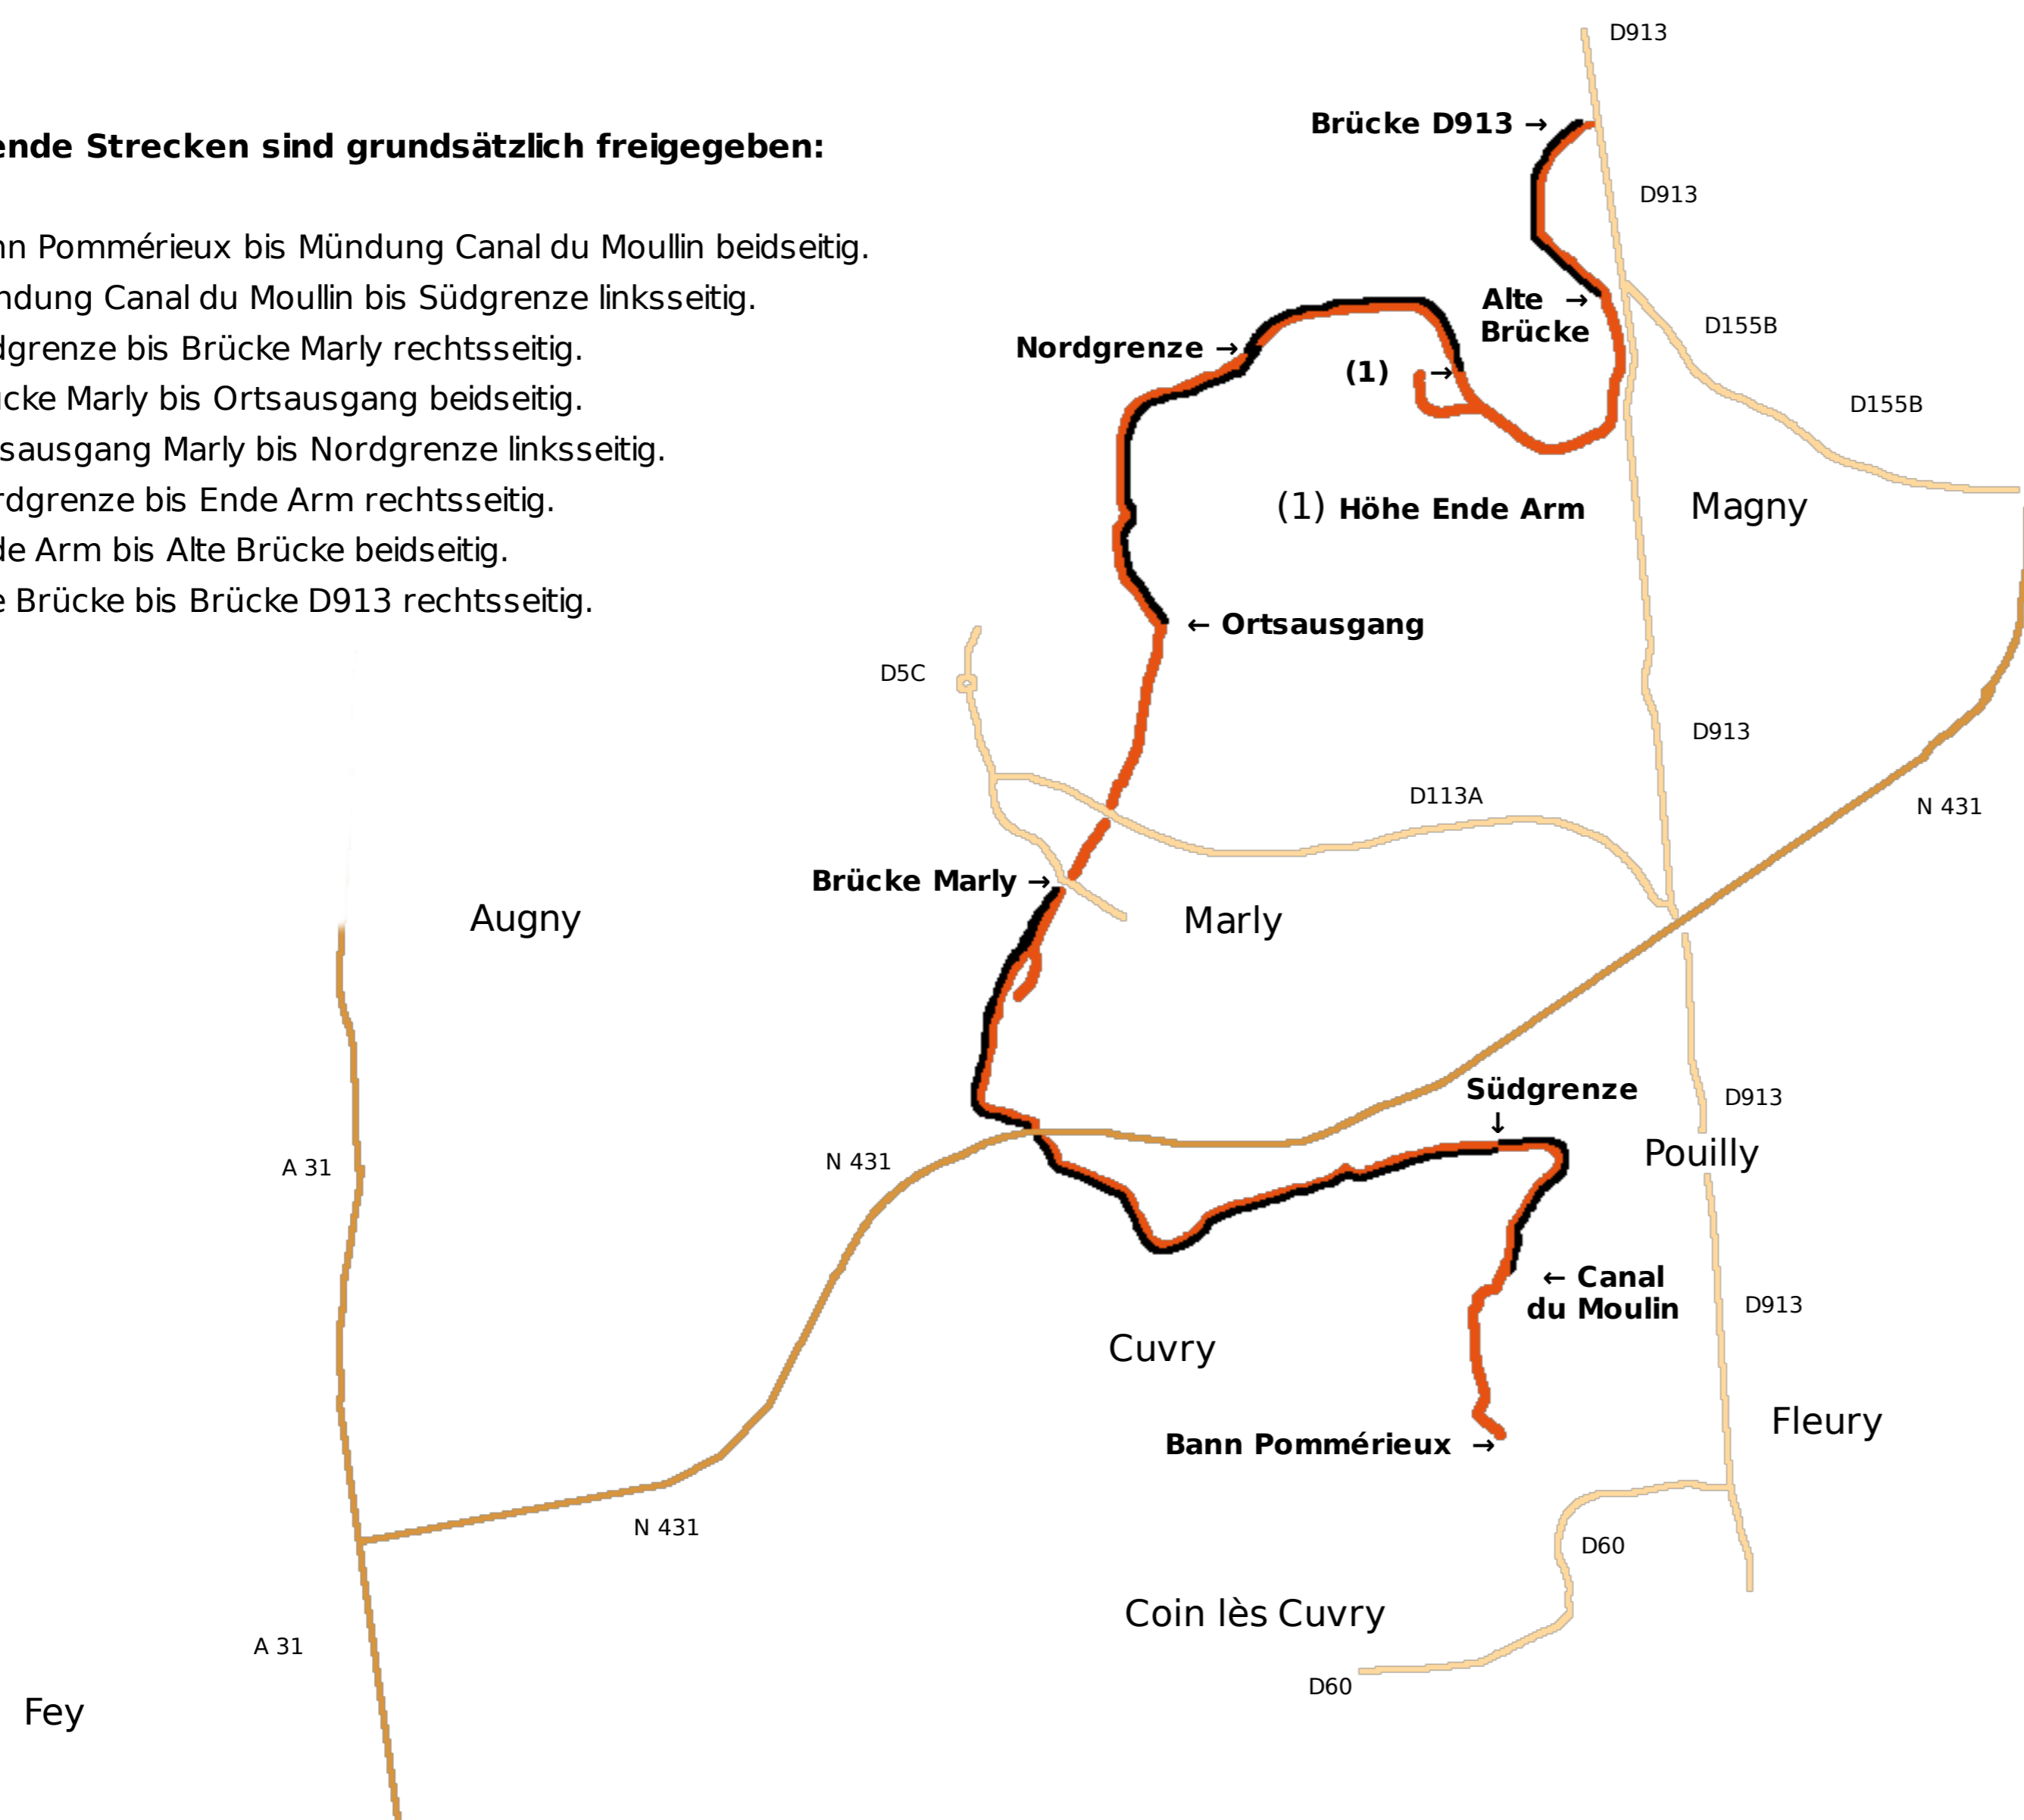 ende Strecken sind grundsätzlich freigegeben:
nn Pommérieux bis Mündung Canal du Moullin beidseitig.
ndung Canal du Moullin bis Südgrenze linksseitig.
dgrenze bis Brücke Marly rechtsseitig.
ücke Marly bis Ortsausgang beidseitig.
sausgang Marly bis Nordgrenze linksseitig.
rdgrenze bis Ende Arm rechtsseitig.
de Arm bis Alte Brücke beidseitig.
e Brücke bis Brücke D913 rechtsseitig.
D913
Brücke D913 →
D913
Alte →
Brücke
D155B
Nordgrenze →
(1) →
D155B
(1) Höhe Ende Arm
Magny
← Ortsausgang
D5C
D913
D113A
N 431
Brücke Marly →
Augny
Marly
Südgrenze
↓
D913
Pouilly
A 31
N 431
← Canal
du Moulin
D913
Cuvry
Fleury
Bann Pommérieux →
N 431
D60
Coin lès Cuvry
A 31
D60
Fey